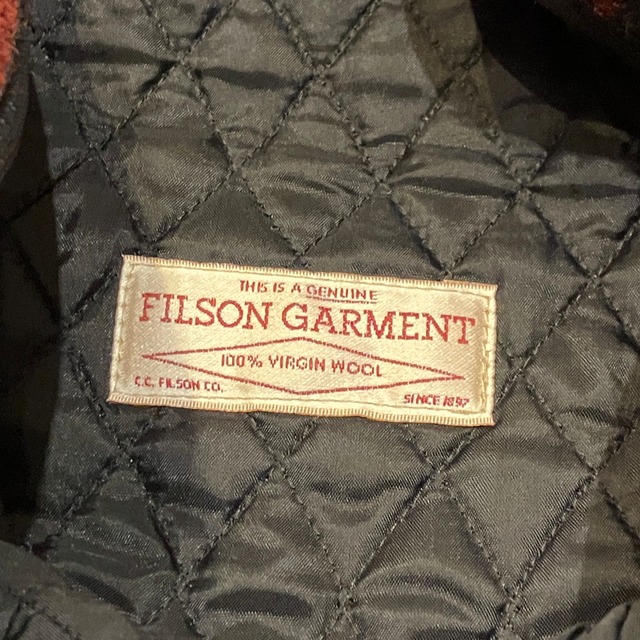 THIS IS A GENUINE
FILSON GARMENT
100% VIRGIN WOOL
C.C. FILSON CO.
SINCE 1897